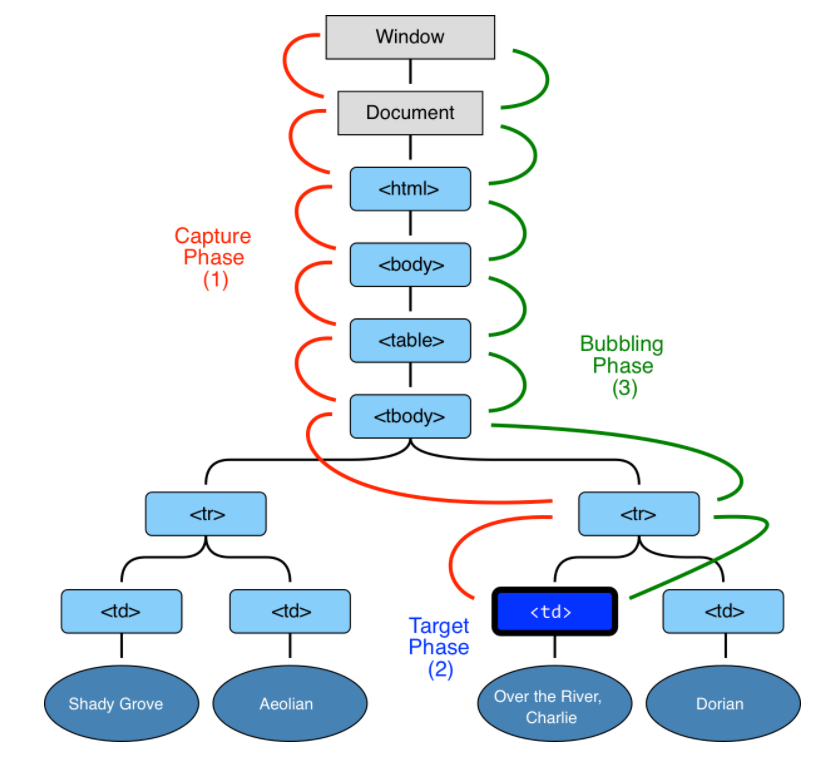 Window
Document
<html>
Capture
Phase
(1)
<body>
<table>
Bubbling
Phase
(3)
<tbody>
<tr>
<tr>
<td>
<td>
<td>
<td>
Target
Phase
(2)
Shady Grove
Aeolian
Over the River,
Charlie
Dorian